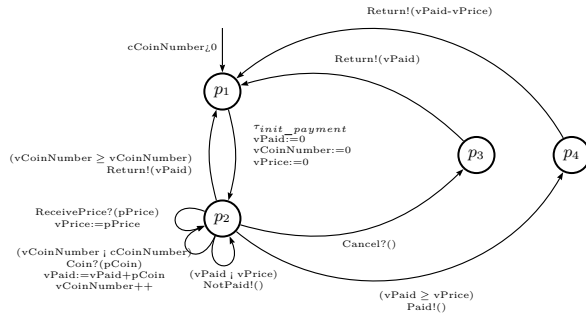 Return!(vPaid-vPrice)
cCoinNumber¿0
Return!(vPaid)
p1
τinit_payment
vPaid:=0
vCoinNumber:=0
vPrice:=0
p3
p4
(vCoinNumber ≥ vCoinNumber)
Return!(vPaid)
ReceivePrice?(pPrice)
vPrice:=pPrice
p2
Cancel?()
(vCoinNumber ¡ cCoinNumber)
Coin?(pCoin)
vPaid:=vPaid+pCoin
vCoinNumber++
(vPaid ¡ vPrice)
NotPaid!()
(vPaid ≥ vPrice)
Paid!()